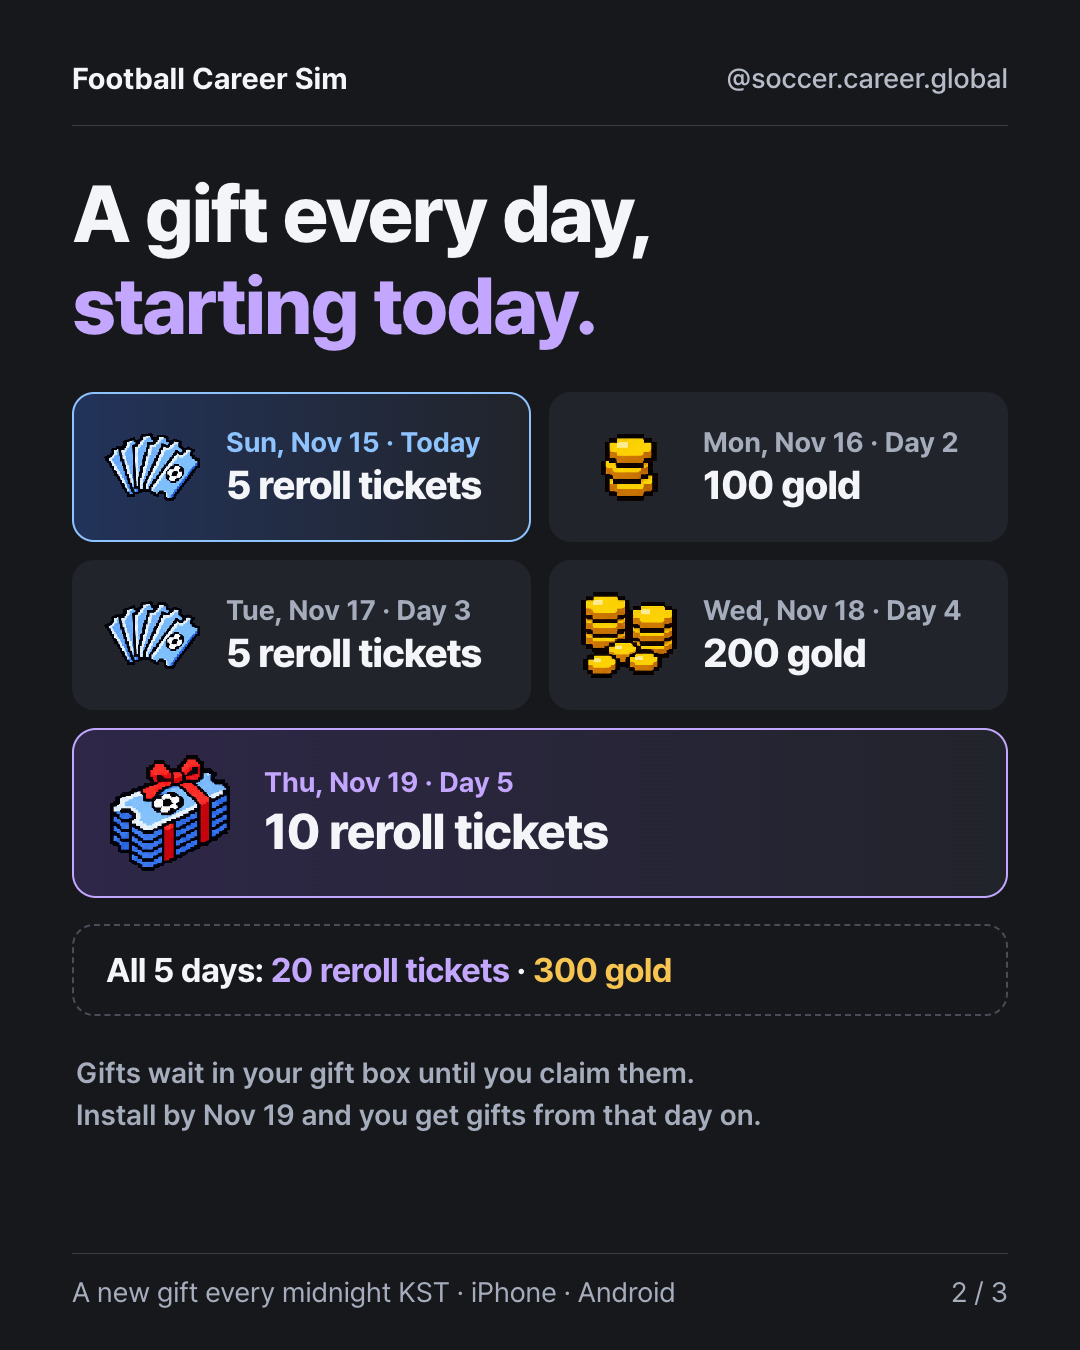 Football Career Sim
@soccer.career.global
A gift every day,
starting today.
Sun, Nov 15 · Today
5 reroll tickets
Mon, Nov 16 · Day 2
100 gold
Tue, Nov 17 · Day 3
5 reroll tickets
Wed, Nov 18 · Day 4
200 gold
Thu, Nov 19 · Day 5
10 reroll tickets
All 5 days: 20 reroll tickets · 300 gold
Gifts wait in your gift box until you claim them.
Install by Nov 19 and you get gifts from that day on.
A new gift every midnight KST · iPhone · Android
2 / 3